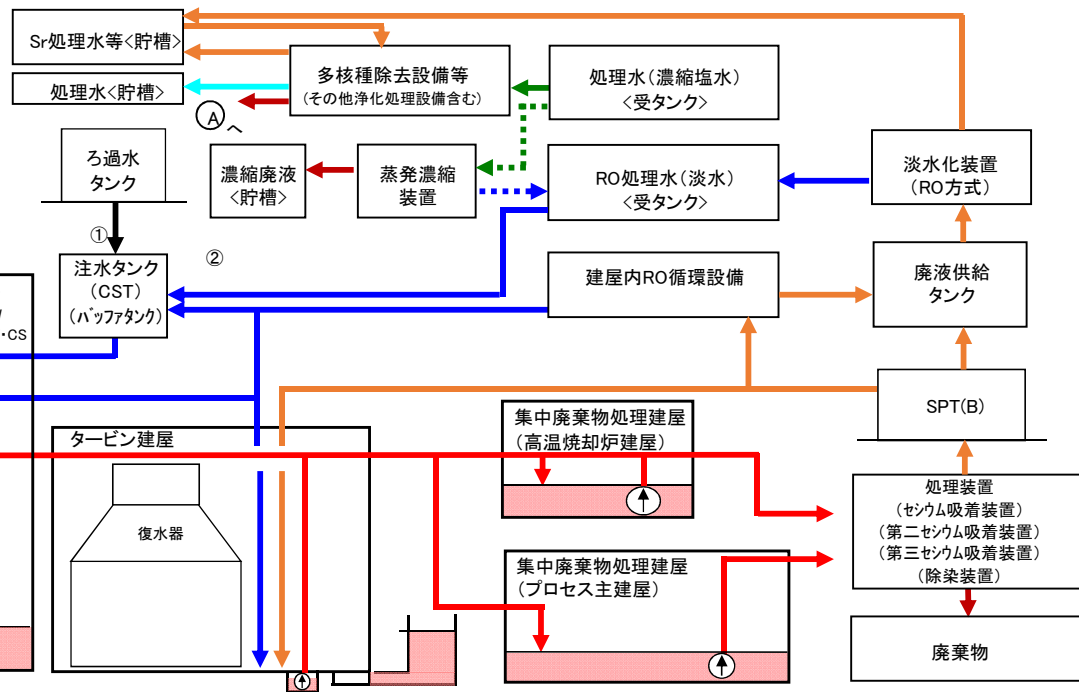 Sr処理水等<貯槽>
処理水<貯槽>
多核種除去設備等
(その他浄化処理設備含む)
Ⓐへ
処理水(濃縮塩水)
<受タンク>
ろ過水
タンク
濃縮廃液
<貯槽>
蒸発濃縮
装置
RO処理水(淡水)
<受タンク>
淡水化装置
(RO方式)
①
②
注水タンク
(CST)
(バッファタンク)
建屋内RO循環設備
廃液供給
タンク
・CS
SPT(B)
タービン建屋
復水器
集中廃棄物処理建屋
(高温焼却炉建屋)
集中廃棄物処理建屋
(プロセス主建屋)
処理装置
(セシウム吸着装置)
(第二セシウム吸着装置)
(第三セシウム吸着装置)
(除染装置)
廃棄物